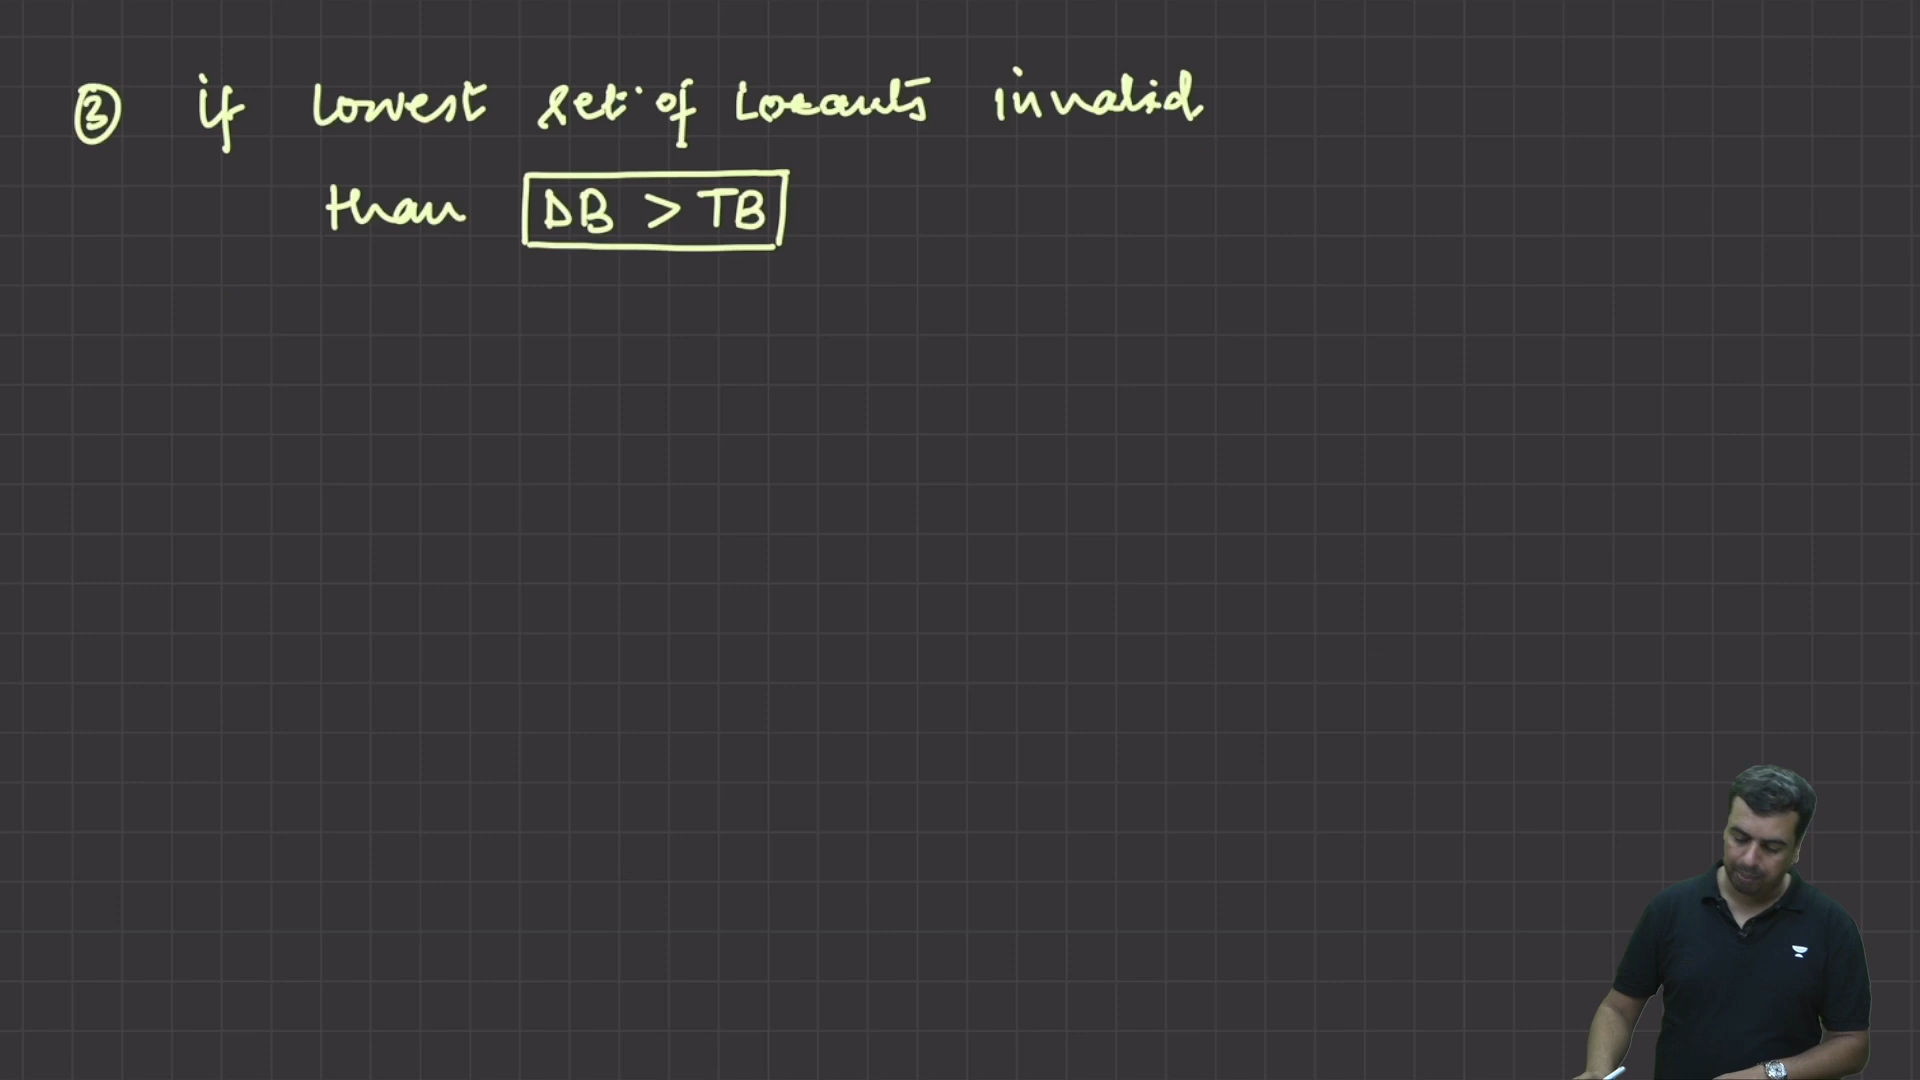 ③ if lowest set of Locants invalid
than DB > TB